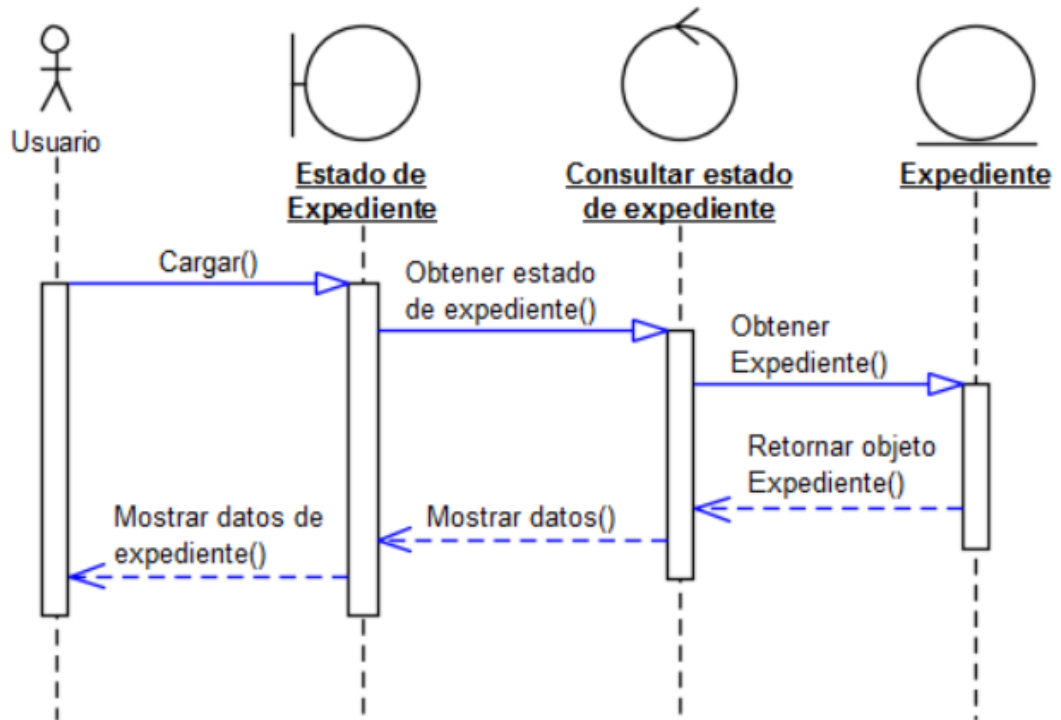 Usuario
Estado de
Expediente
Consultar estado
de expediente
Expediente
Cargar()
Obtener estado
de expediente()
Obtener
Expediente()
Retornar objeto
Expediente()
Mostrar datos()
Mostrar datos de
expediente()